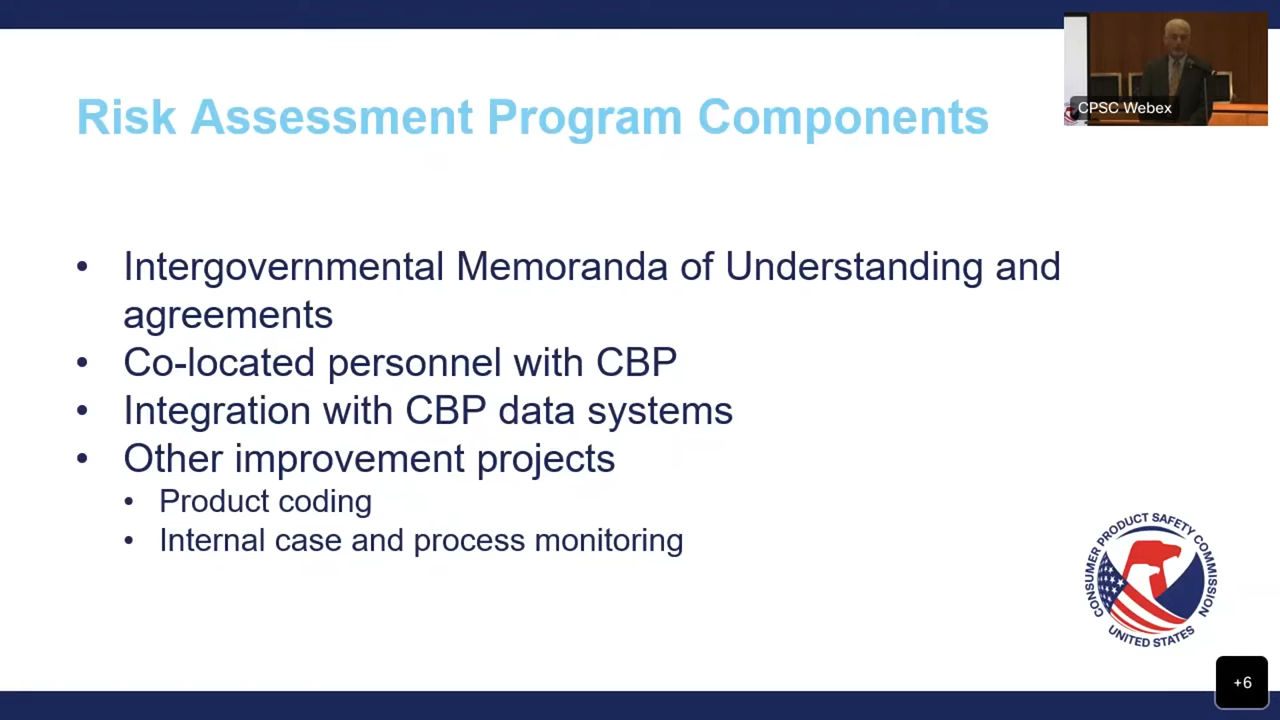 Risk Assessment Program Components
CPSC Webex
• Intergovernmental Memoranda of Understanding and
agreements
• Co-located personnel with CBP
• Integration with CBP data systems
• Other improvement projects
• Product coding
• Internal case and process monitoring
CONSUMER PRODUCT SAFETY COMMISSION
UNITED STATES
+6